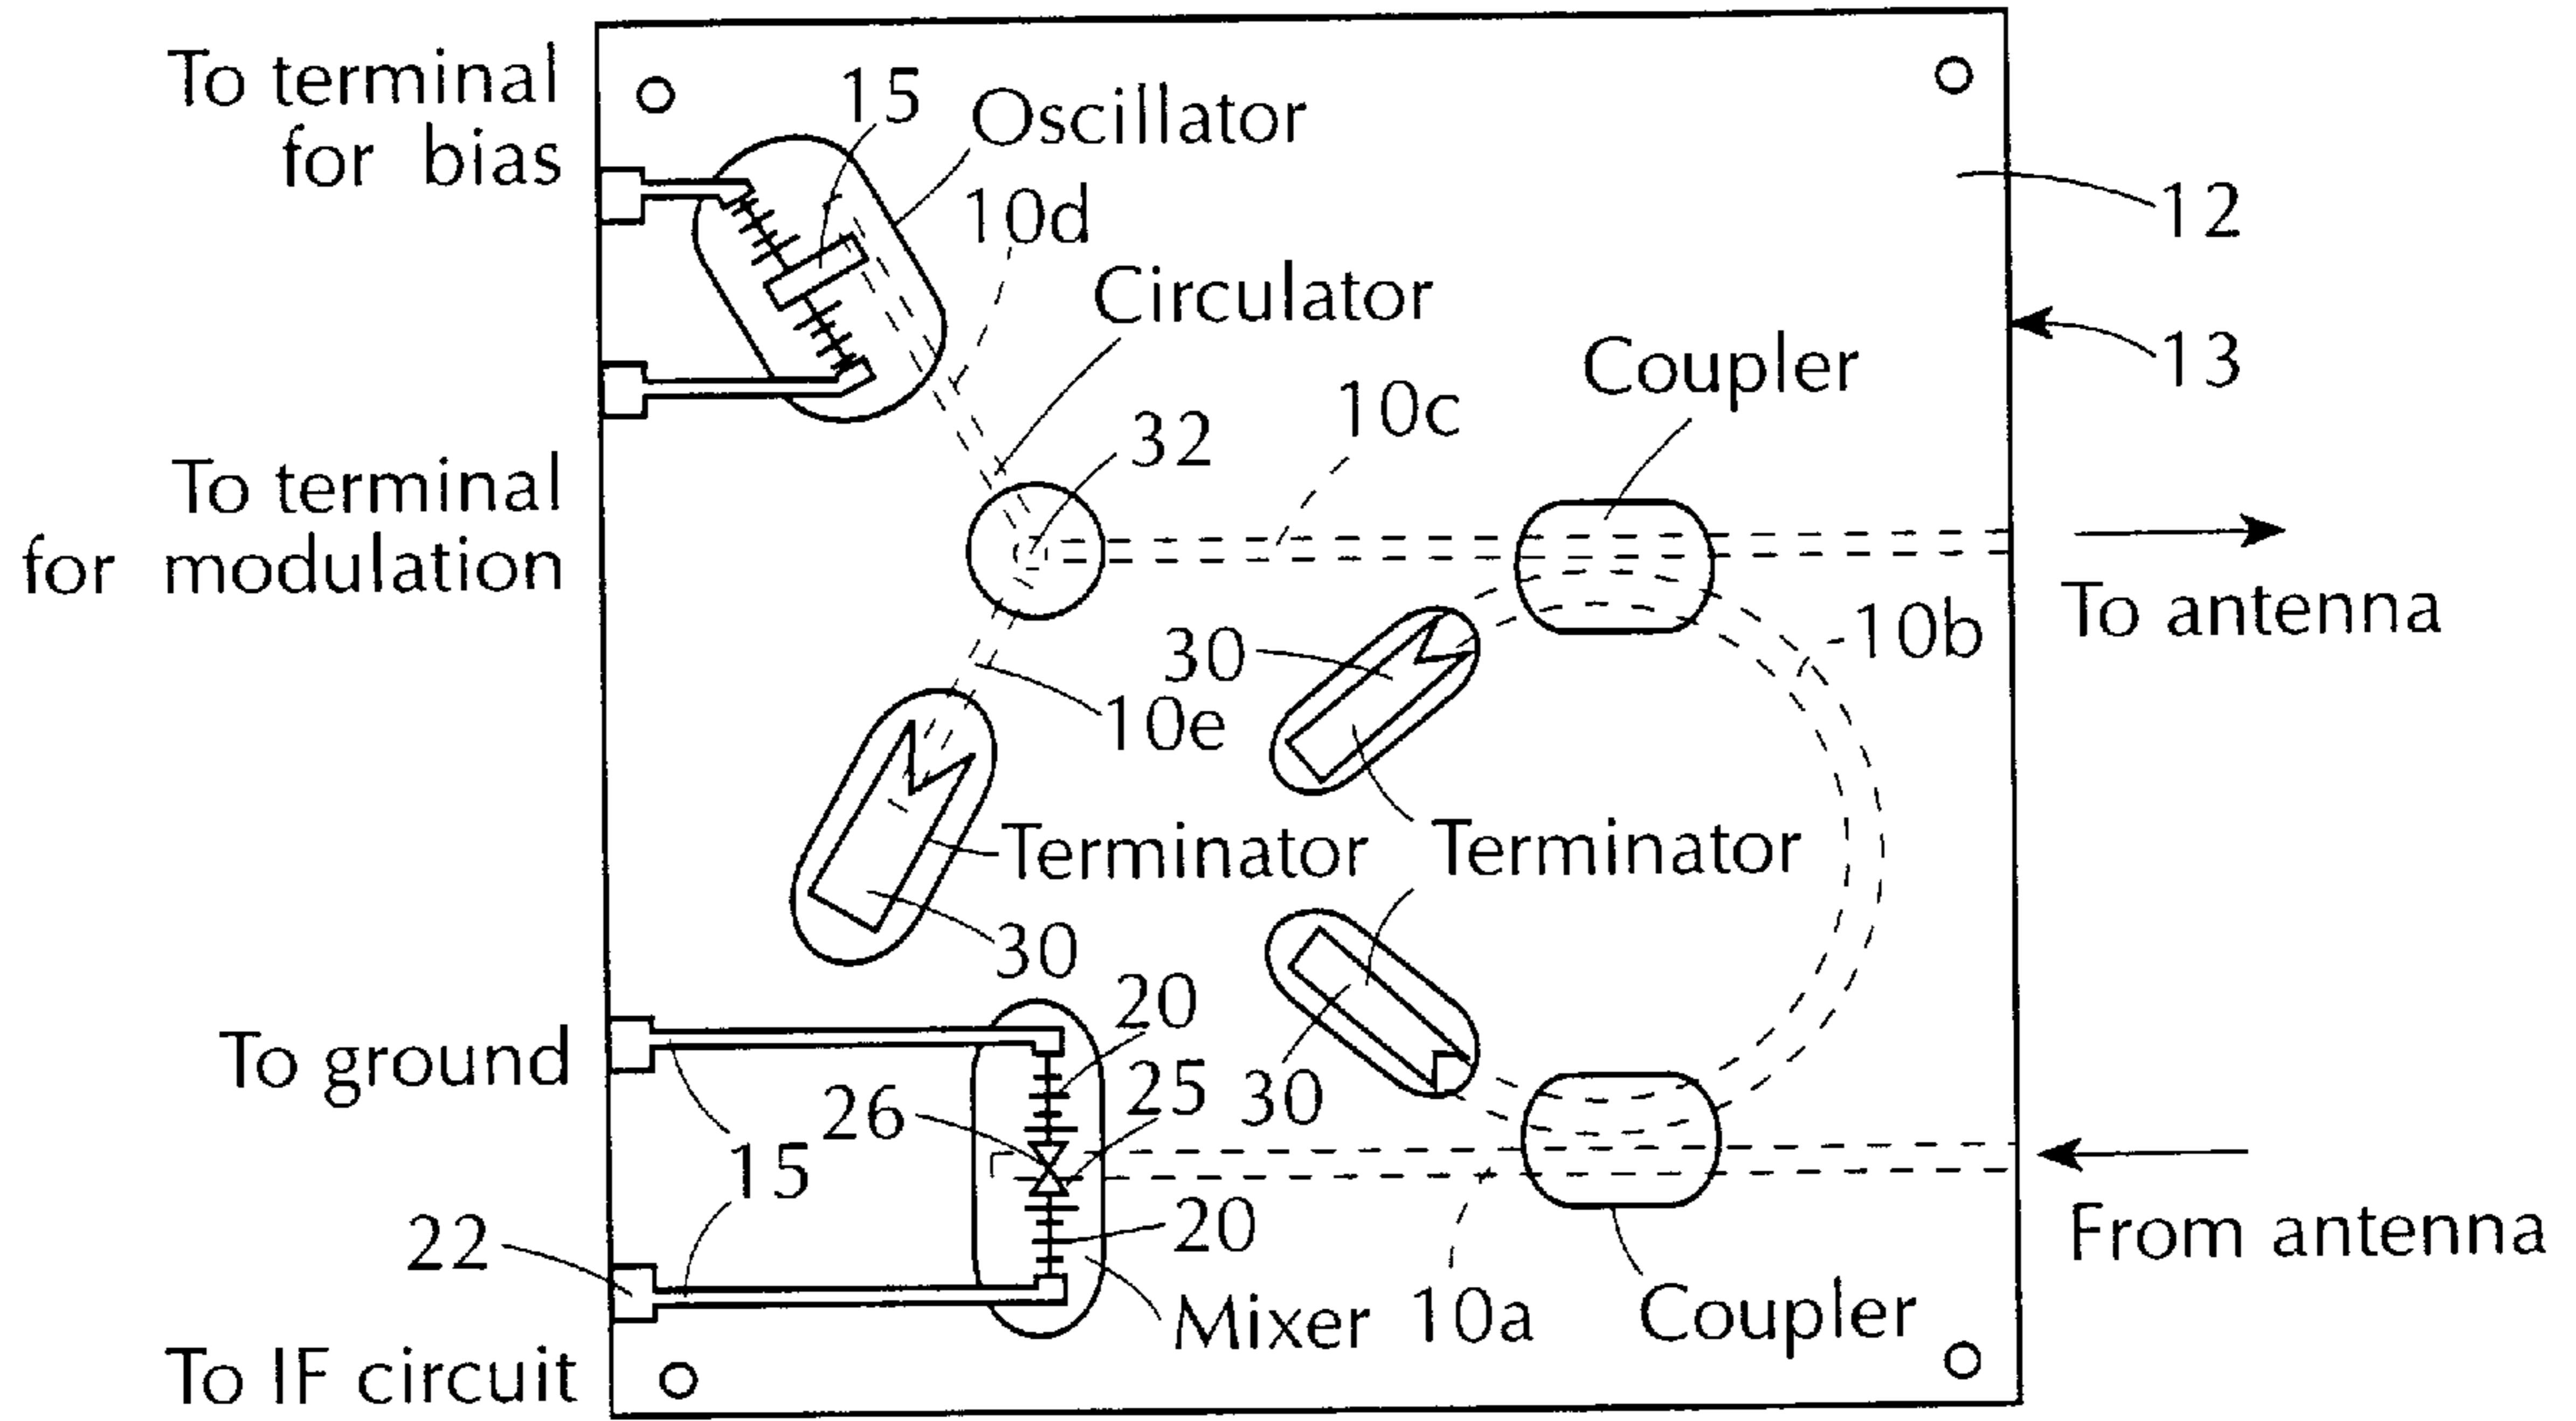 To terminal
for bias
15
Oscillator
10d
Circulator
12
13
Coupler
10c
32
To terminal
for modulation
To antenna
10b
30
10e
Terminator
Terminator
30
20
To ground
25
26
30
15
20
22
From antenna
Mixer
10a
Coupler
To IF circuit